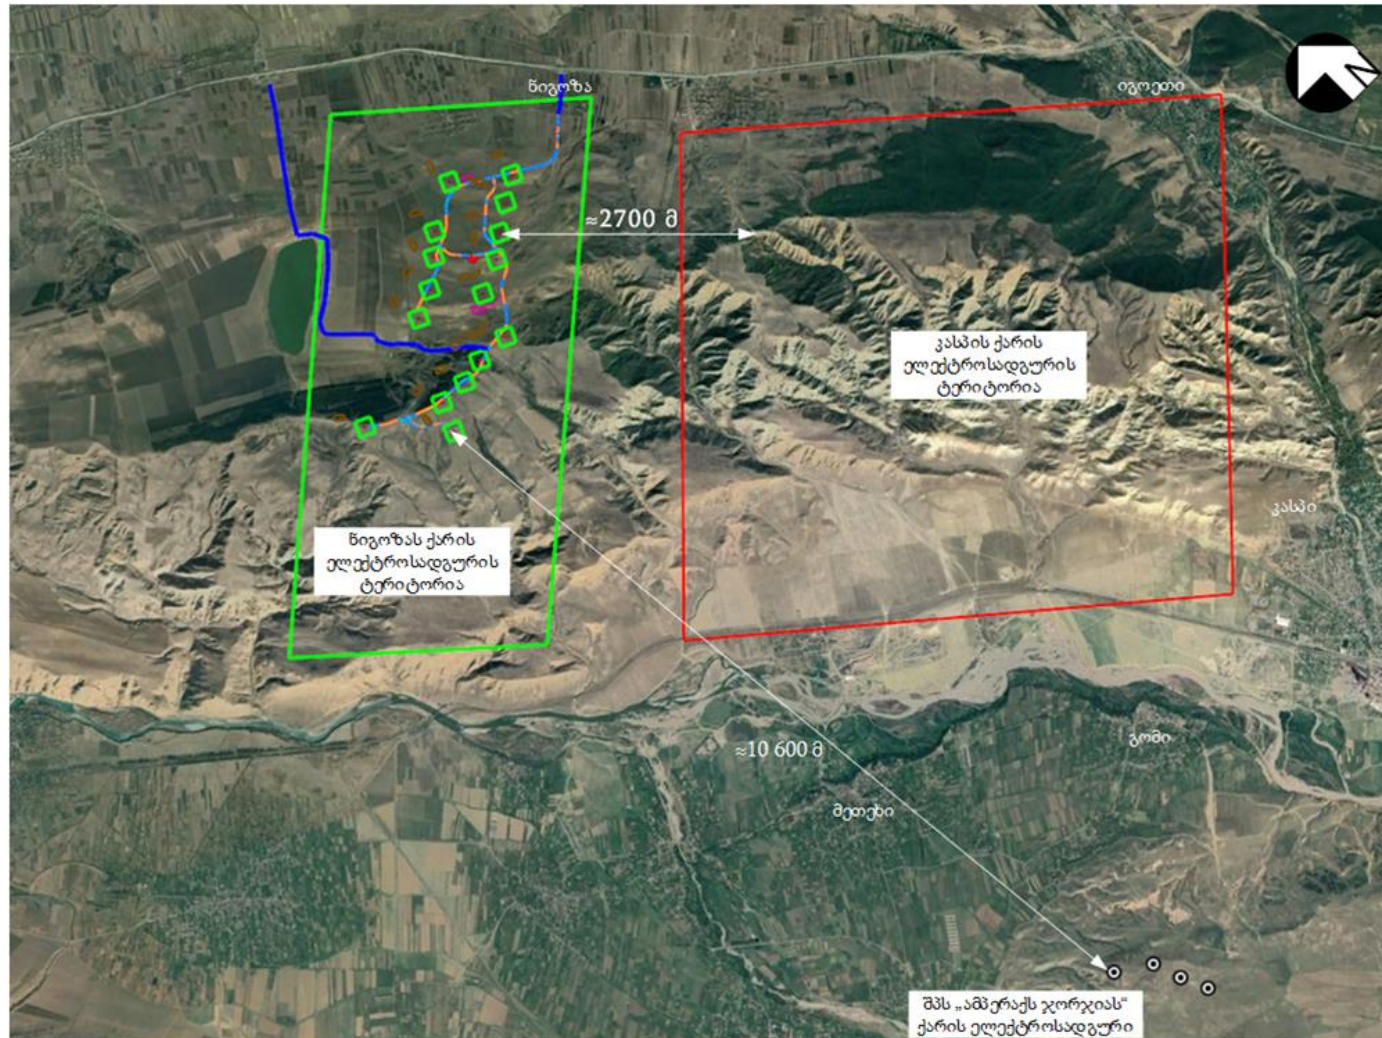 ნიგოზა
იგოეთი
≈2700 მ
კასპის ქარის
ელექტროსადგურის
ტერიტორია
კასპი
ნიგოზას ქარის
ელექტროსადგურის
ტერიტორია
გომი
≈10 600 მ
მეთეხი
შპს „ამპერაქს ჯორჯიას“
ქარის ელექტროსადგური